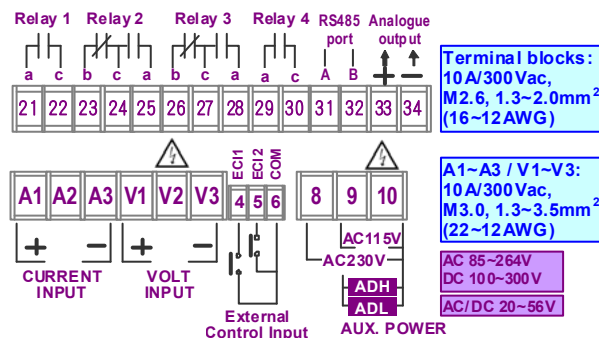 Relay 1 Relay 2 Relay 3 Relay 4 RS485 port Analogue output
a c b c a b c a a c A B
21 22 23 24 25 26 27 28 29 30 31 32 33 34
+ −
Terminal blocks:
10A/300Vac,
M2.6, 1.3~2.0mm²
(16~12AWG)
ECI1 ECI2 COM
A1 A2 A3 V1 V2 V3 4 5 6 8 9 10
+ − + −
CURRENT INPUT
VOLT INPUT
External
Control Input
AC115V
AC230V
ADH
ADL
AUX. POWER
A1~A3 / V1~V3:
10A/300Vac,
M3.0, 1.3~3.5mm²
(22~12AWG)
AC 85~264V
DC 100~300V
AC/DC 20~56V